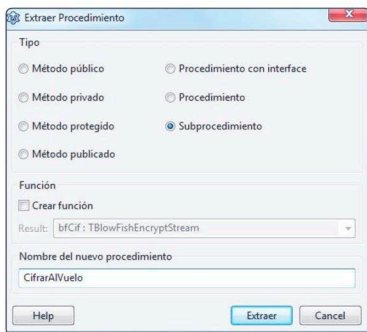 Extraer Procedimiento
Tipo
Método público
Procedimiento con interface
Método privado
Procedimiento
Método protegido
Subprocedimiento
Método publicado
Función
Crear función
Result: bfCif : TBlowFishEncryptStream
Nombre del nuevo procedimiento
CifrarAlVuelo
Help Extraer Cancel